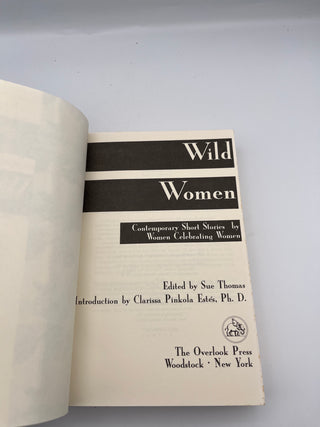 Wild
Women
Contemporary Short Stories by
Women Celebrating Women
Edited by Sue Thomas
Introduction by Clarissa Pinkola Estés, Ph. D.
The Overlook Press
Woodstock · New York